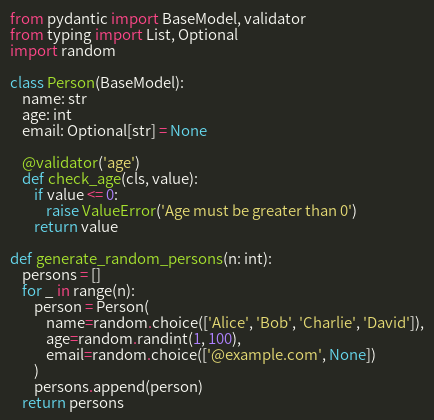 from pydantic import BaseModel, validator
from typing import List, Optional
import random

class Person(BaseModel):
    name: str
    age: int
    email: Optional[str] = None

    @validator('age')
    def check_age(cls, value):
        if value <= 0:
            raise ValueError('Age must be greater than 0')
        return value

def generate_random_persons(n: int):
    persons = []
    for _ in range(n):
        person = Person(
            name=random.choice(['Alice', 'Bob', 'Charlie', 'David']),
            age=random.randint(1, 100),
            email=random.choice(['@example.com', None])
        )
        persons.append(person)
    return persons